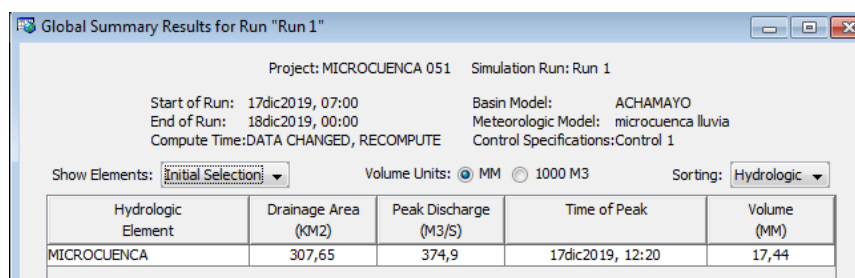 Global Summary Results for Run "Run 1"
Project: MICROCUENCA 051 Simulation Run: Run 1
Start of Run: 17dic2019, 07:00 Basin Model: ACHAMAYO
End of Run: 18dic2019, 00:00 Meteorologic Model: microcuenca lluvia
Compute Time:DATA CHANGED, RECOMPUTE Control Specifications:Control 1
Show Elements: Initial Selection Volume Units: MM 1000 M3 Sorting: Hydrologic
Hydrologic Drainage Area Peak Discharge Time of Peak Volume
Element (KM2) (M3/S) (MM)
MICROCUENCA 307,65 374,9 17dic2019, 12:20 17,44